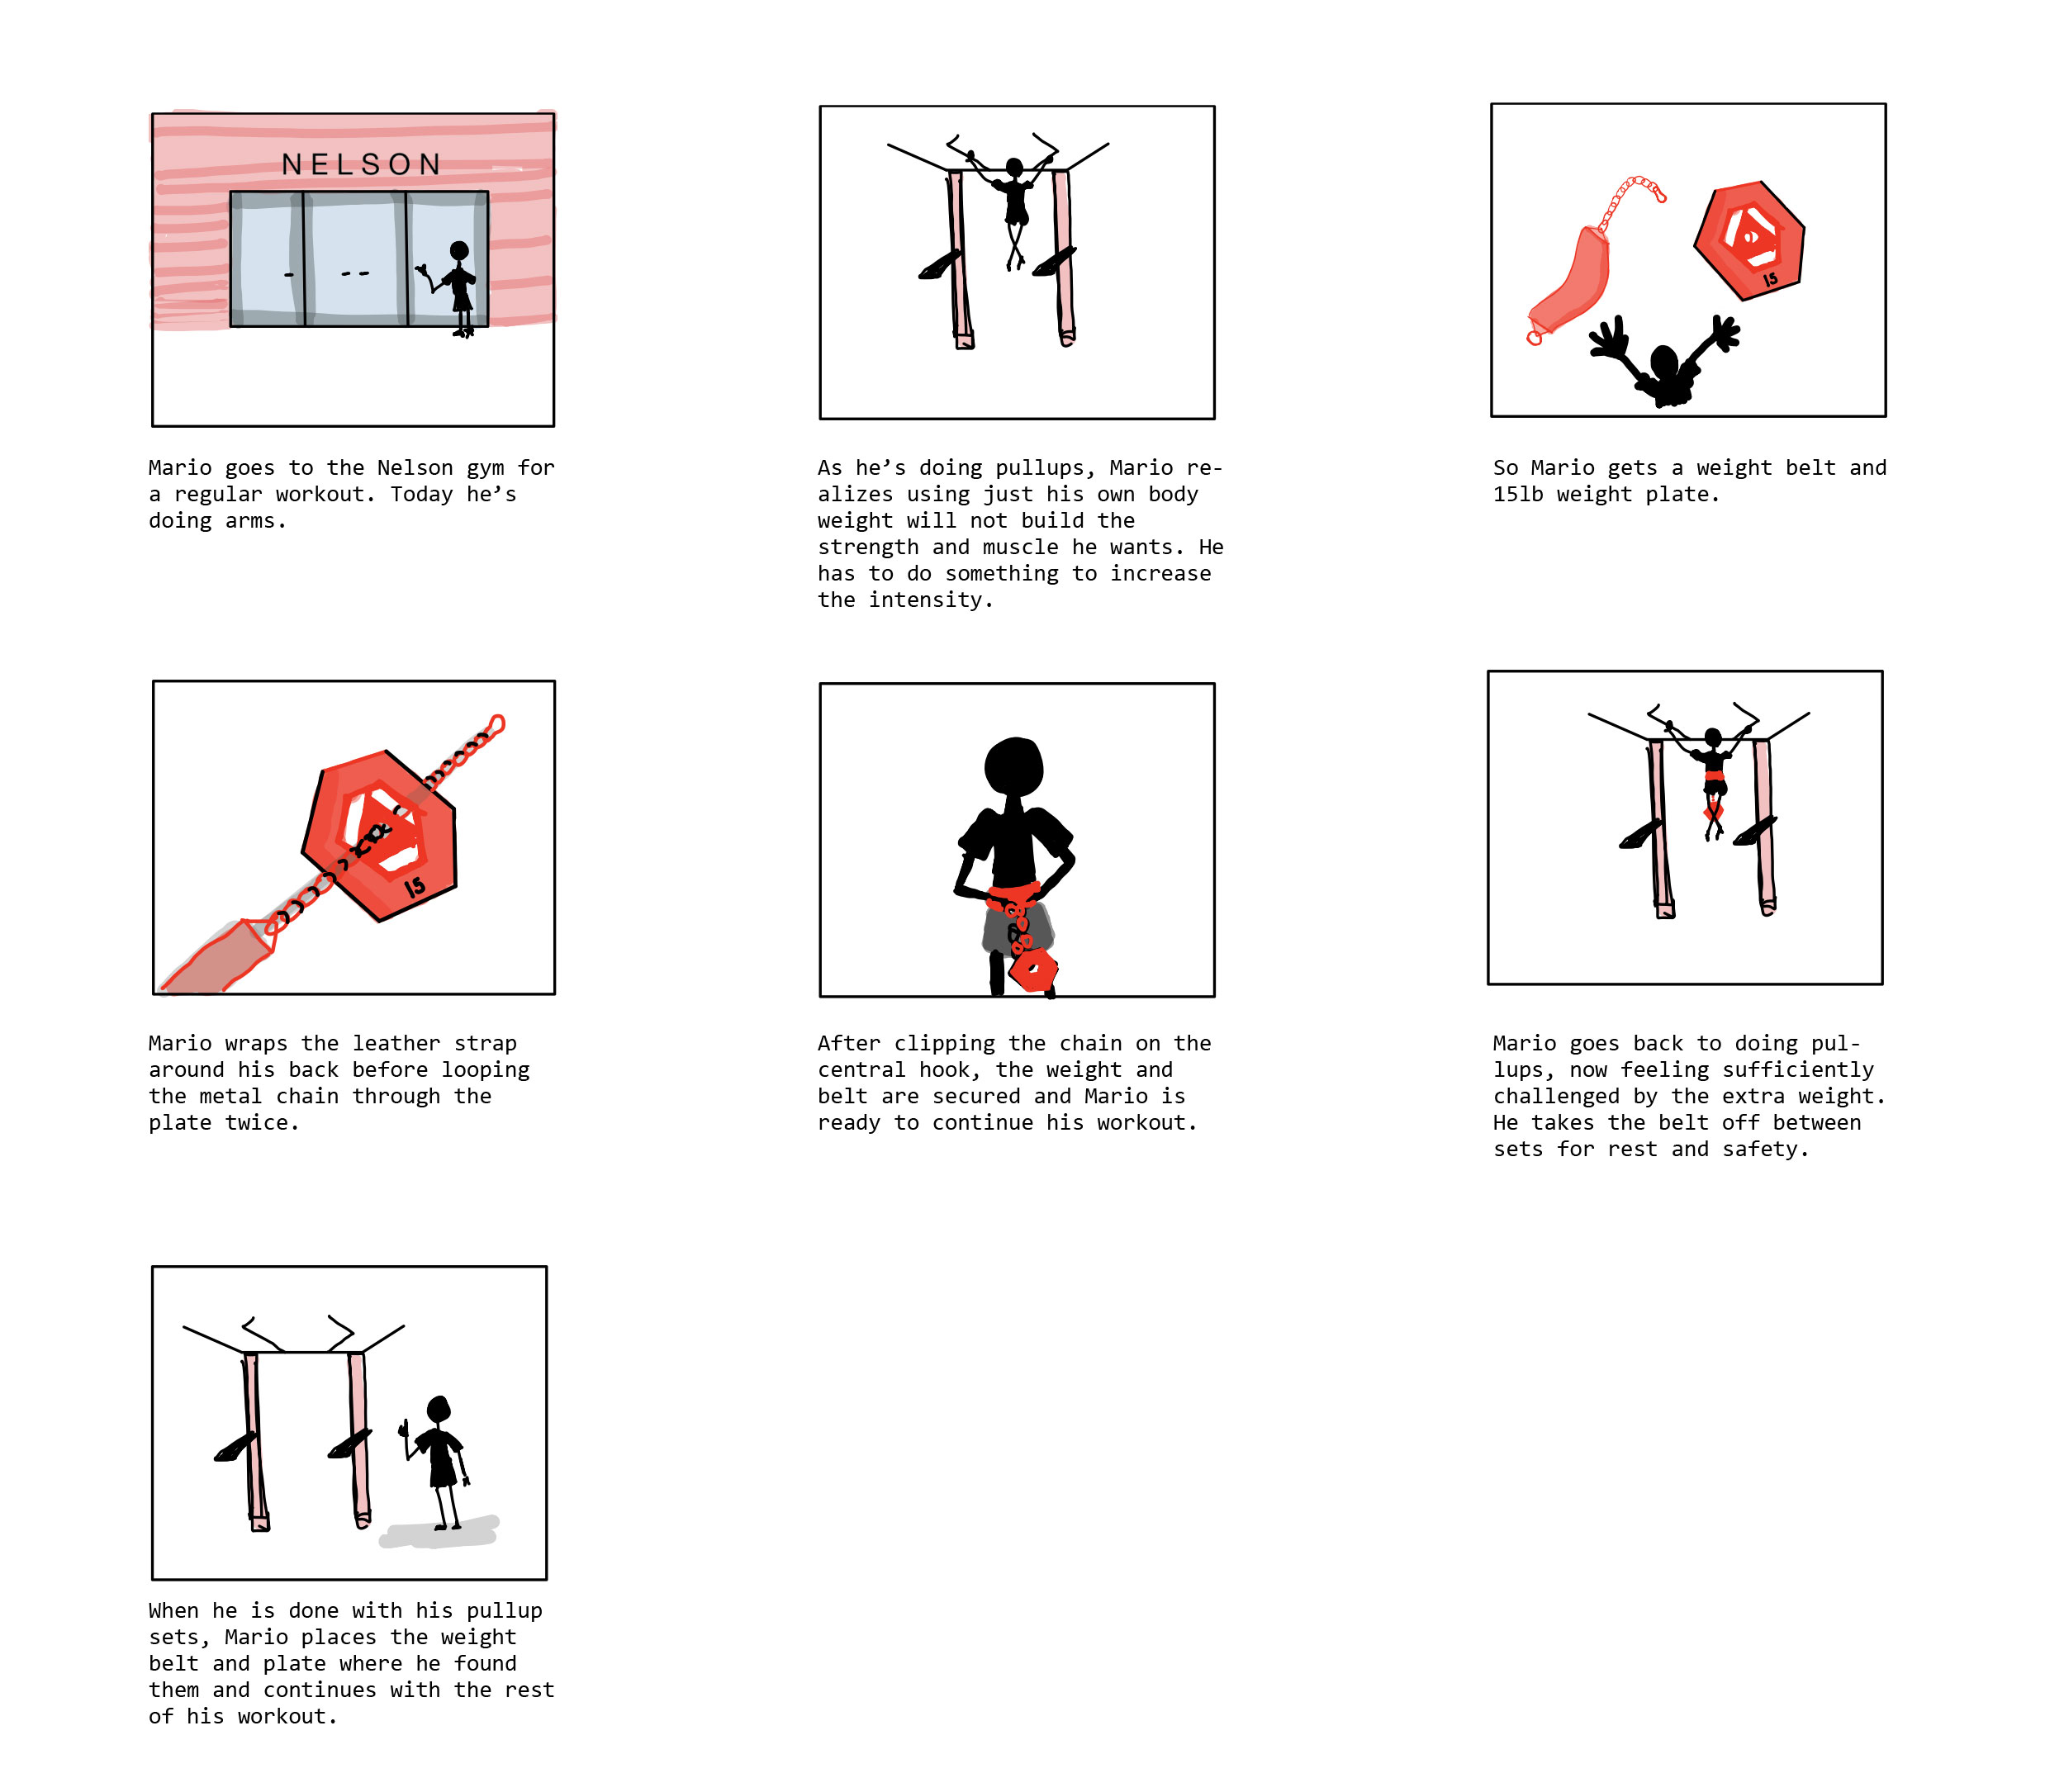 NELSON
Mario goes to the Nelson gym for
a regular workout. Today he’s
doing arms.
As he’s doing pullups, Mario re-
alizes using just his own body
weight will not build the
strength and muscle he wants. He
has to do something to increase
the intensity.
15
So Mario gets a weight belt and
15lb weight plate.
15
Mario wraps the leather strap
around his back before looping
the metal chain through the
plate twice.
After clipping the chain on the
central hook, the weight and
belt are secured and Mario is
ready to continue his workout.
Mario goes back to doing pul-
lups, now feeling sufficiently
challenged by the extra weight.
He takes the belt off between
sets for rest and safety.
When he is done with his pullup
sets, Mario places the weight
belt and plate where he found
them and continues with the rest
of his workout.